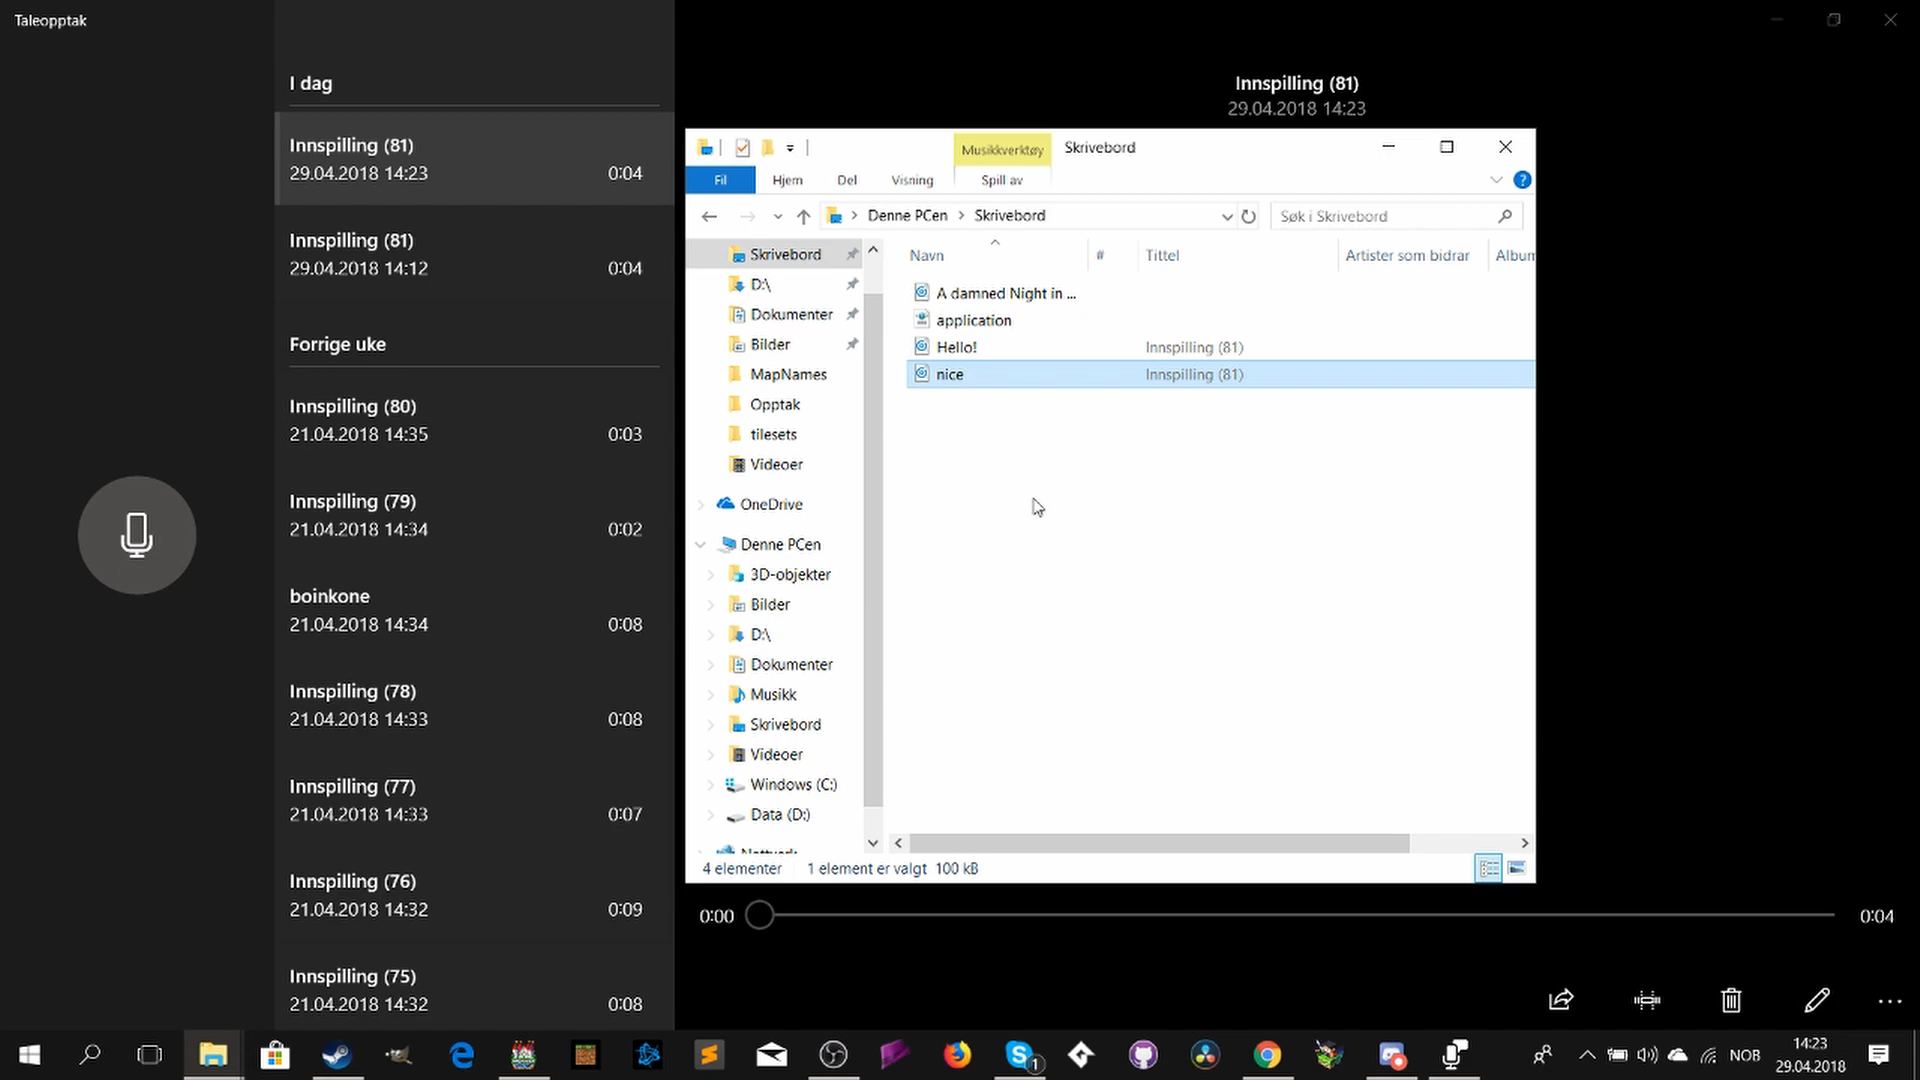 Taleopptak
I dag
Innspilling (81)
29.04.2018 14:23 0:04
Innspilling (81)
29.04.2018 14:12 0:04
Forrige uke
Innspilling (80)
21.04.2018 14:35 0:03
Innspilling (79)
21.04.2018 14:34 0:02
boinkone
21.04.2018 14:34 0:08
Innspilling (78)
21.04.2018 14:33 0:08
Innspilling (77)
21.04.2018 14:33 0:07
Innspilling (76)
21.04.2018 14:32 0:09
Innspilling (75)
21.04.2018 14:32 0:08
Innspilling (81)
29.04.2018 14:23
Musikkverktøy Skrivebord
Fil Hjem Del Visning Spill av
Denne PCen Skrivebord Søk i Skrivebord
Skrivebord
D:\
Dokumenter
Bilder
MapNames
Opptak
tilesets
Videoer
OneDrive
Denne PCen
3D-objekter
Bilder
D:\
Dokumenter
Musikk
Skrivebord
Videoer
Windows (C:)
Data (D:)
Navn # Tittel Artister som bidrar Album
A damned Night in ...
application
Hello! Innspilling (81)
nice Innspilling (81)
4 elementer 1 element er valgt 100 kB
0:00 0:04
1
NOB
14:23
29.04.2018